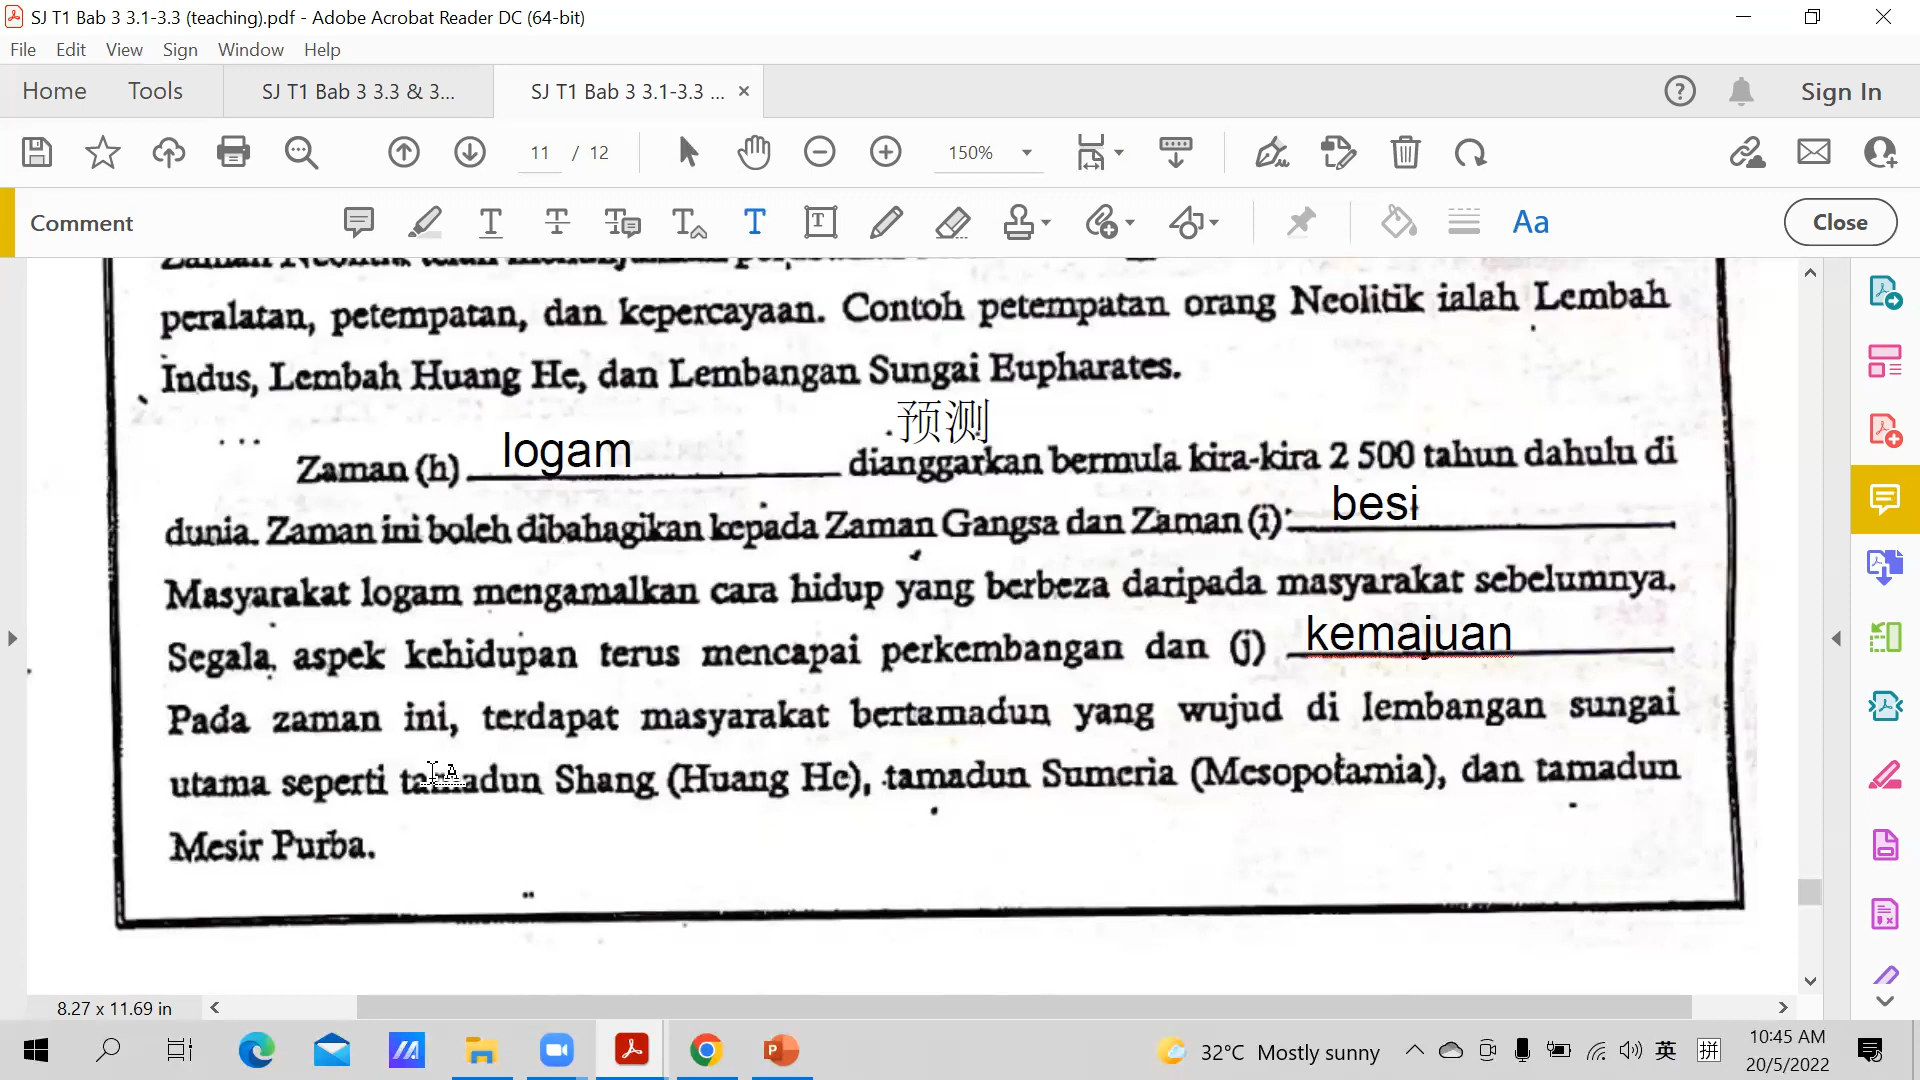 SJ T1 Bab 3 3.1-3.3 (teaching).pdf - Adobe Acrobat Reader DC (64-bit)
File Edit View Sign Window Help
Home Tools SJ T1 Bab 3 3.3 & 3... SJ T1 Bab 3 3.1-3.3 ... Sign In
11 / 12 150%
Comment Aa Close
Zaman Neolitik telah
peralatan, petempatan, dan kepercayaan. Contoh petempatan orang Neolitik ialah Lembah
Indus, Lembah Huang He, dan Lembangan Sungai Eupharates.
预测
Zaman (h) logam dianggarkan bermula kira-kira 2 500 tahun dahulu di
dunia. Zaman ini boleh dibahagikan kepada Zaman Gangsa dan Zaman (i) besi
Masyarakat logam mengamalkan cara hidup yang berbeza daripada masyarakat sebelumnya.
Segala aspek kehidupan terus mencapai perkembangan dan (j) kemajuan
Pada zaman ini, terdapat masyarakat bertamadun yang wujud di lembangan sungai
utama seperti tamadun Shang (Huang He), tamadun Sumeria (Mesopotamia), dan tamadun
Mesir Purba.
8.27 x 11.69 in
32°C Mostly sunny 英 拼 10:45 AM
20/5/2022